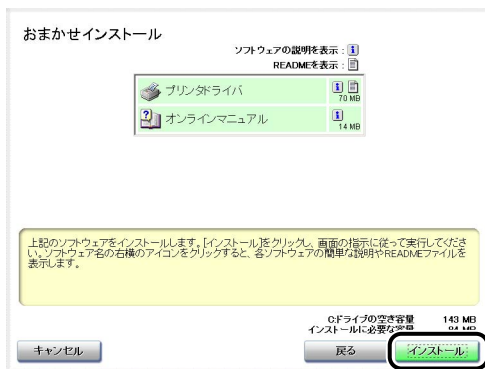 おまかせインストール
ソフトウェアの説明を表示：
READMEを表示：
プリンタドライバ
70 MB
オンラインマニュアル
14 MB
上記のソフトウェアをインストールします。[インストール]をクリックし、画面の指示に従って実行してくださ
い。ソフトウェア名の右横のアイコンをクリックすると、各ソフトウェアの簡単な説明やREADMEファイルを
表示します。
C:ドライブの空き容量 143 MB
インストールに必要な容量 84 MB
キャンセル 戻る インストール